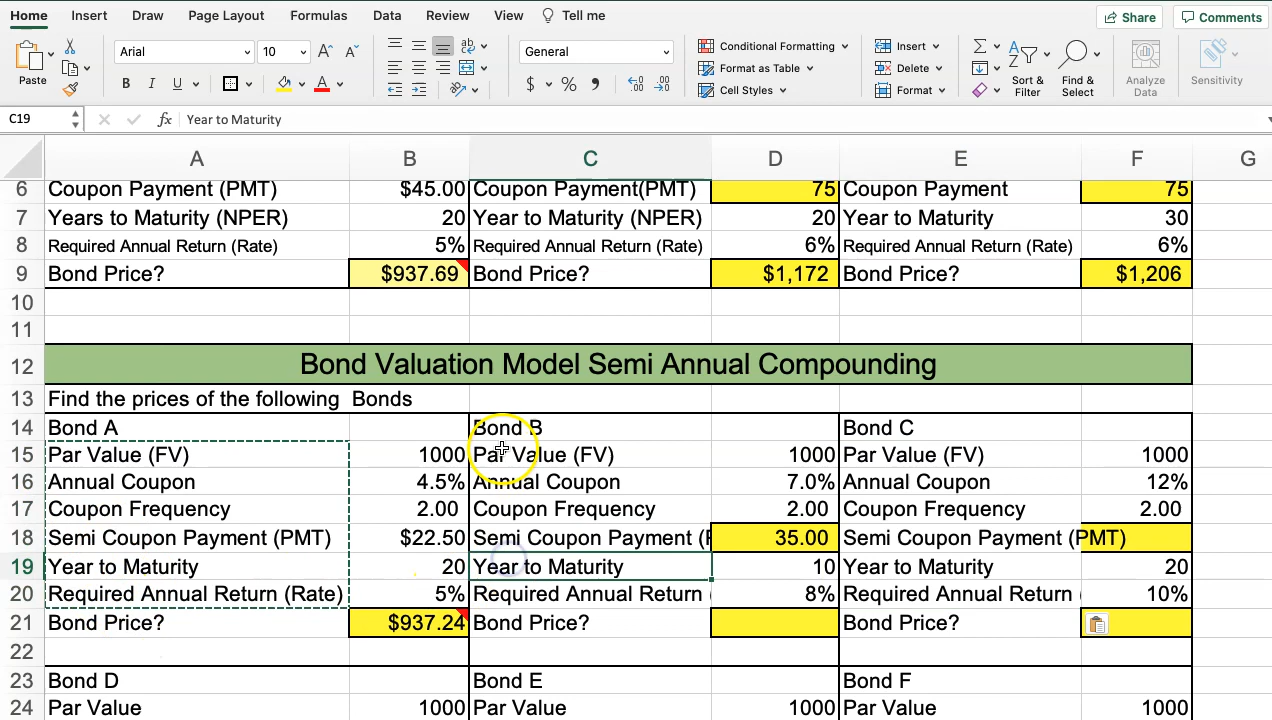 Home Insert Draw Page Layout Formulas Data Review View Tell me Share Comments
Paste Arial 10 General Conditional Formatting Insert
Format as Table Delete
Cell Styles Format
Sort & Filter Find & Select Analyze Data Sensitivity
C19 fx Year to Maturity
A B C D E F G
6 Coupon Payment (PMT) $45.00 Coupon Payment(PMT) 75 Coupon Payment 75
7 Years to Maturity (NPER) 20 Year to Maturity (NPER) 20 Year to Maturity 30
8 Required Annual Return (Rate) 5% Required Annual Return (Rate) 6% Required Annual Return (Rate) 6%
9 Bond Price? $937.69 Bond Price? $1,172 Bond Price? $1,206
10
11
12 Bond Valuation Model Semi Annual Compounding
13 Find the prices of the following Bonds
14 Bond A Bond B Bond C
15 Par Value (FV) 1000 Par Value (FV) 1000 Par Value (FV) 1000
16 Annual Coupon 4.5% Annual Coupon 7.0% Annual Coupon 12%
17 Coupon Frequency 2.00 Coupon Frequency 2.00 Coupon Frequency 2.00
18 Semi Coupon Payment (PMT) $22.50 Semi Coupon Payment ( 35.00 Semi Coupon Payment (PMT)
19 Year to Maturity 20 Year to Maturity 10 Year to Maturity 20
20 Required Annual Return (Rate) 5% Required Annual Return 8% Required Annual Return 10%
21 Bond Price? $937.24 Bond Price? Bond Price?
22
23 Bond D Bond E Bond F
24 Par Value 1000 Par Value 1000 Par Value 1000